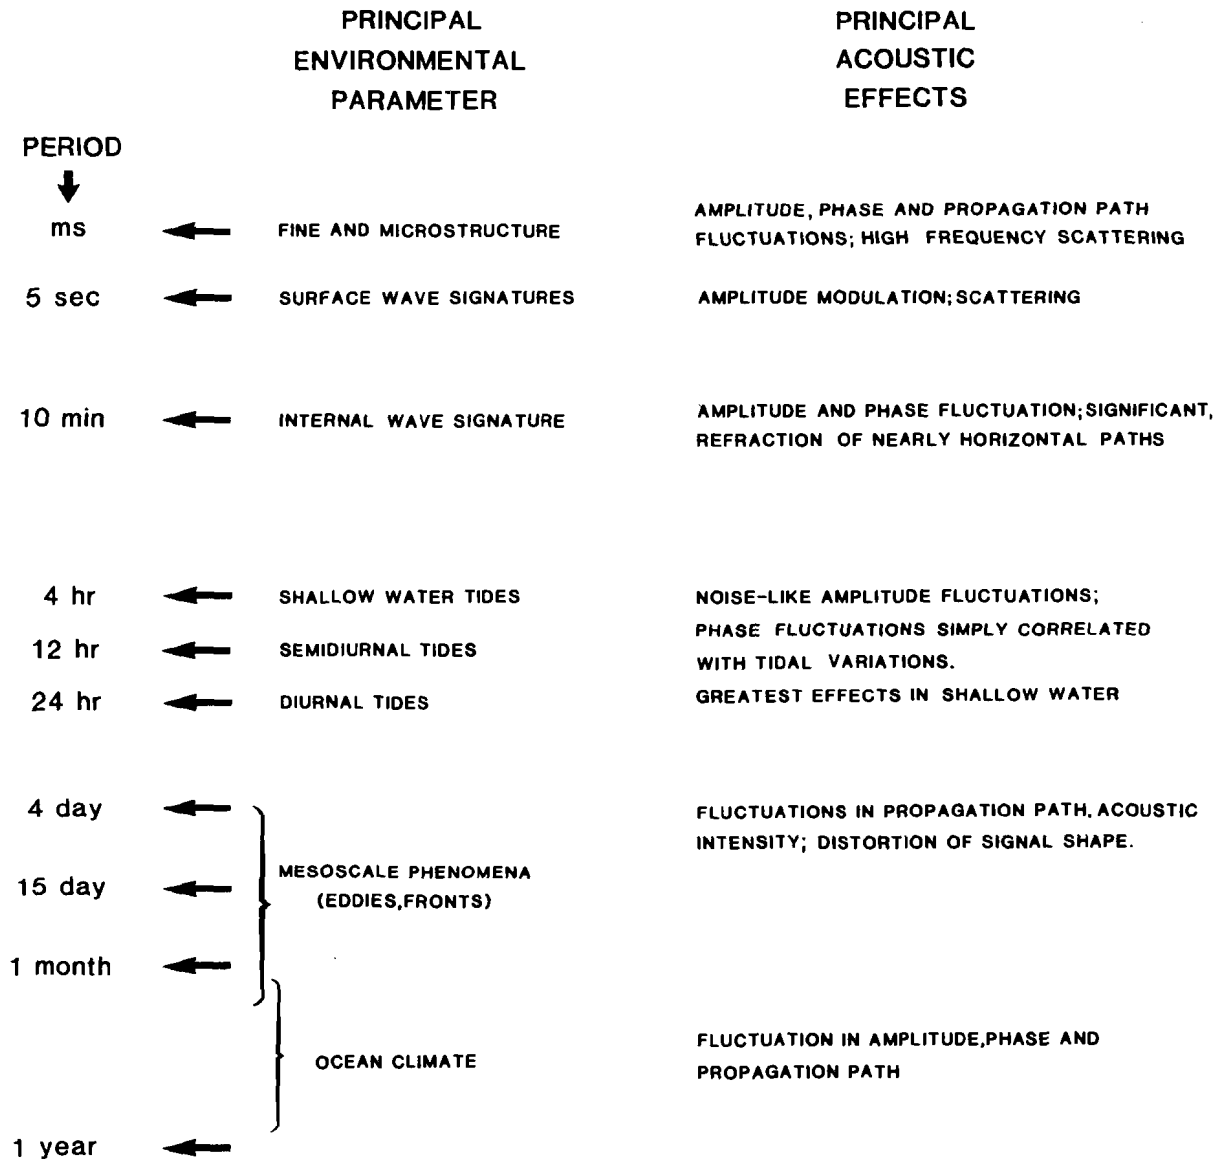 PRINCIPAL
ENVIRONMENTAL
PARAMETER
PRINCIPAL
ACOUSTIC
EFFECTS
PERIOD
ms
FINE AND MICROSTRUCTURE
AMPLITUDE, PHASE AND PROPAGATION PATH
FLUCTUATIONS; HIGH FREQUENCY SCATTERING
5 sec
SURFACE WAVE SIGNATURES
AMPLITUDE MODULATION; SCATTERING
10 min
INTERNAL WAVE SIGNATURE
AMPLITUDE AND PHASE FLUCTUATION; SIGNIFICANT,
REFRACTION OF NEARLY HORIZONTAL PATHS
4 hr
SHALLOW WATER TIDES
NOISE-LIKE AMPLITUDE FLUCTUATIONS;
12 hr
SEMIDIURNAL TIDES
PHASE FLUCTUATIONS SIMPLY CORRELATED
WITH TIDAL VARIATIONS.
24 hr
DIURNAL TIDES
GREATEST EFFECTS IN SHALLOW WATER
4 day
FLUCTUATIONS IN PROPAGATION PATH, ACOUSTIC
INTENSITY; DISTORTION OF SIGNAL SHAPE.
15 day
MESOSCALE PHENOMENA
(EDDIES,FRONTS)
1 month
OCEAN CLIMATE
FLUCTUATION IN AMPLITUDE,PHASE AND
PROPAGATION PATH
1 year